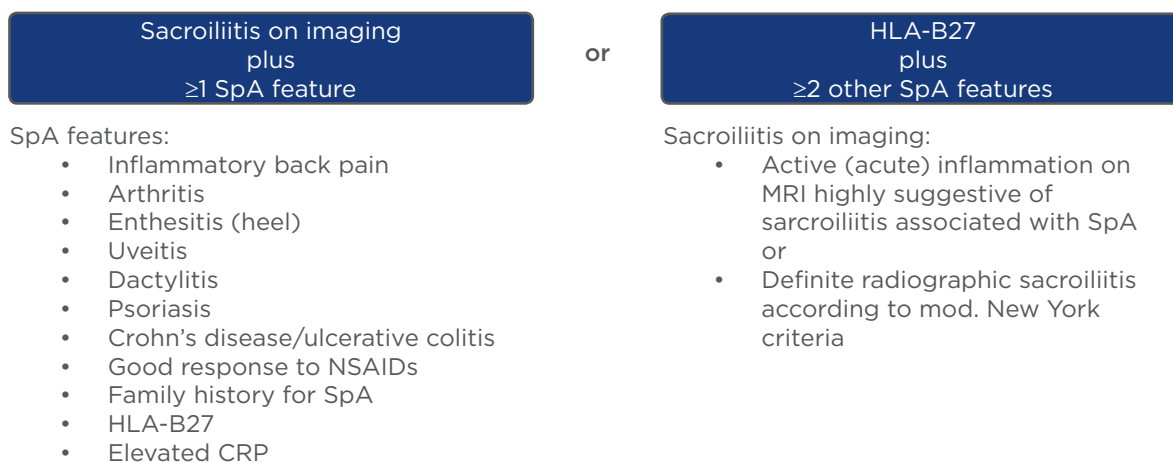 Sacroiliitis on imaging
plus
≥1 SpA feature
or
HLA-B27
plus
≥2 other SpA features
SpA features:
• Inflammatory back pain
• Arthritis
• Enthesitis (heel)
• Uveitis
• Dactylitis
• Psoriasis
• Crohn’s disease/ulcerative colitis
• Good response to NSAIDs
• Family history for SpA
• HLA-B27
• Elevated CRP
Sacroiliitis on imaging:
• Active (acute) inflammation on
MRI highly suggestive of
sarcroiliitis associated with SpA
or
• Definite radiographic sacroiliitis
according to mod. New York
criteria